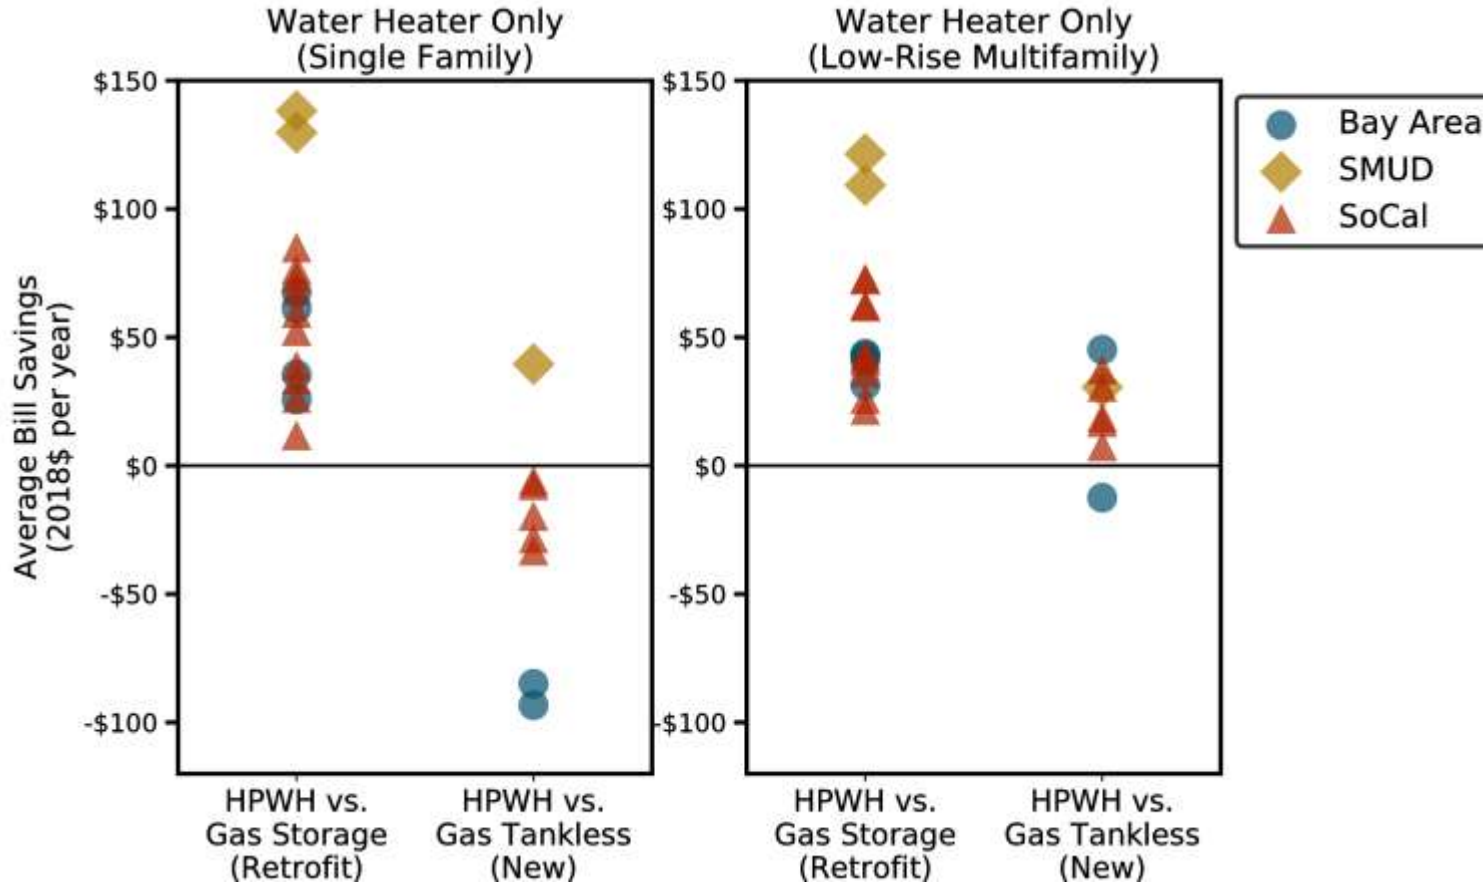 Water Heater Only
(Single Family)
Water Heater Only
(Low-Rise Multifamily)
Average Bill Savings
(2018$ per year)
$150
$100
$50
$0
-$50
-$100
$150
$100
$50
$0
-$50
-$100
Bay Area
SMUD
SoCal
HPWH vs.
Gas Storage
(Retrofit)
HPWH vs.
Gas Tankless
(New)
HPWH vs.
Gas Storage
(Retrofit)
HPWH vs.
Gas Tankless
(New)